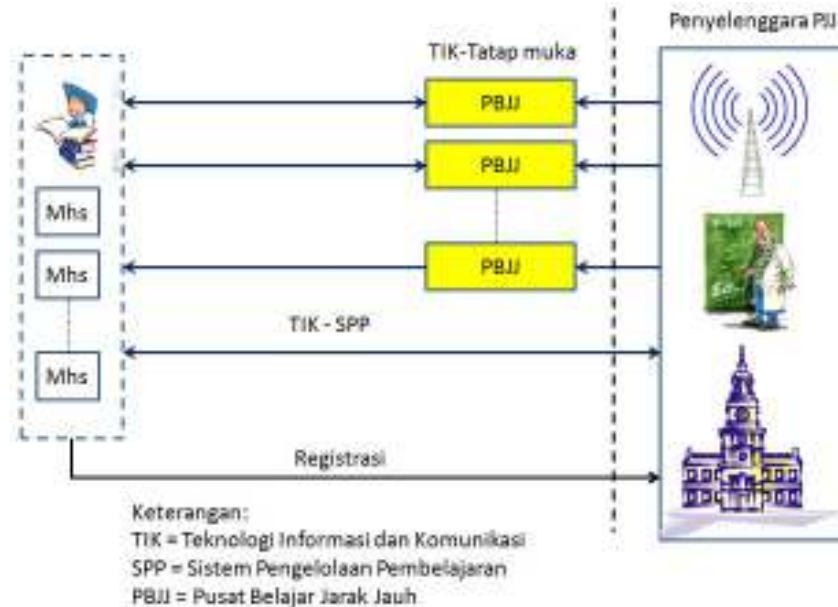 Penyelenggara PJJ
TIK-Tatap muka
PBJJ
PBJJ
Mhs
Mhs
PBJJ
TIK - SPP
Mhs
Registrasi
Keterangan:
TIK = Teknologi Informasi dan Komunikasi
SPP = Sistem Pengelolaan Pembelajaran
PBJJ = Pusat Belajar Jarak Jauh